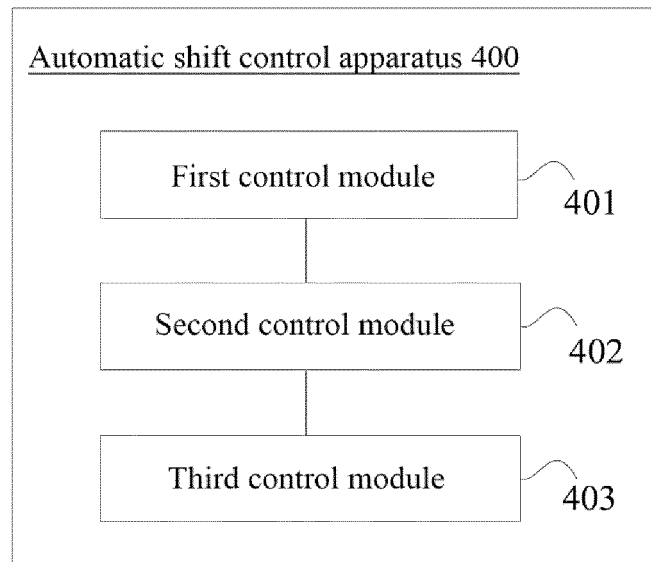 Automatic shift control apparatus 400
First control module
401
Second control module
402
Third control module
403